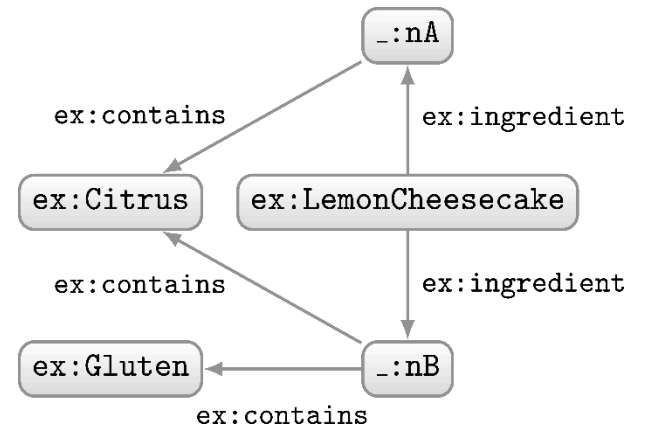 _:nA
ex:contains
ex:ingredient
ex:Citrus
ex:LemonCheesecake
ex:contains
ex:ingredient
ex:Gluten
_:nB
ex:contains